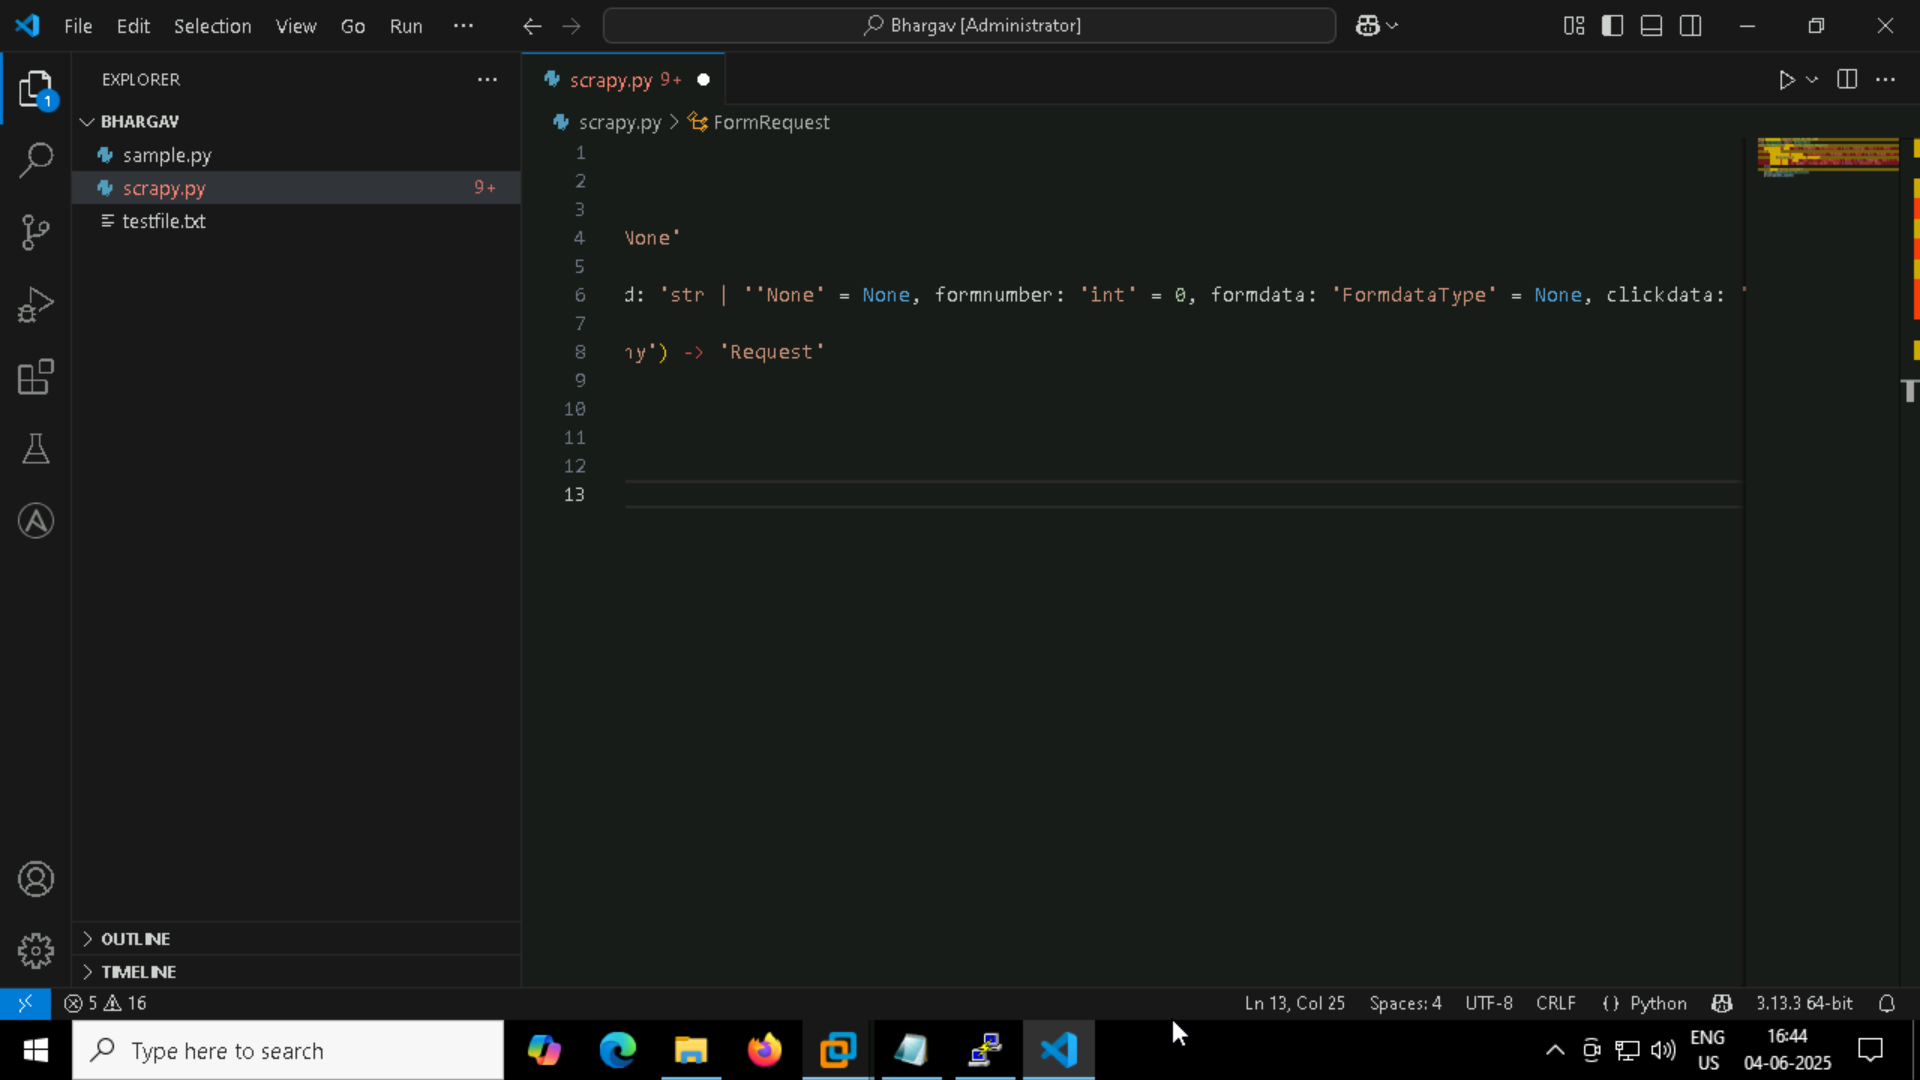 File Edit Selection View Go Run ···
Bhargav [Administrator]
EXPLORER
BHARGAV
sample.py
scrapy.py 9+
testfile.txt
OUTLINE
TIMELINE
scrapy.py 9+
scrapy.py > FormRequest
1
2
3
4 None'
5
6 d: 'str | ''None' = None, formnumber: 'int' = 0, formdata: 'FormdataType' = None, clickdata: '
7
8 ny') -> 'Request'
9
10
11
12
13
5 16
Ln 13, Col 25 Spaces: 4 UTF-8 CRLF {} Python 3.13.3 64-bit
Type here to search
ENG
US
16:44
04-06-2025